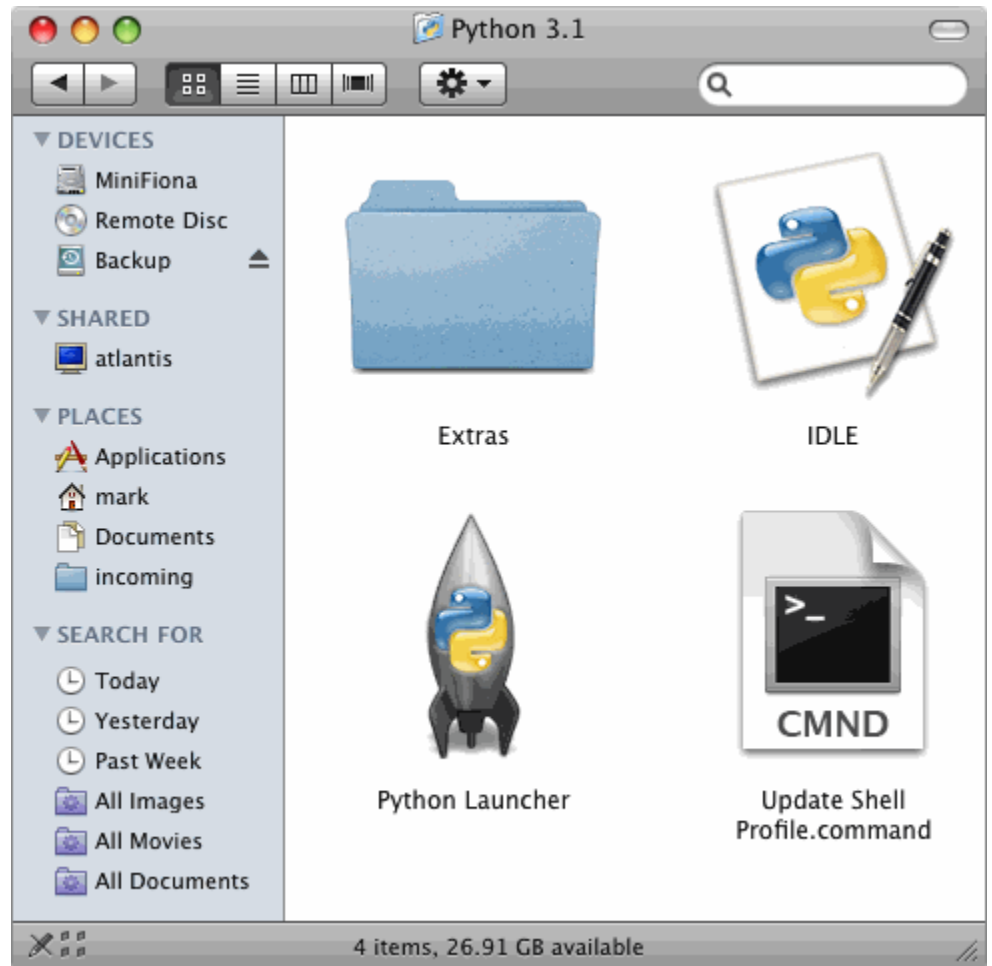 Python 3.1
DEVICES
MiniFiona
Remote Disc
Backup
SHARED
atlantis
PLACES
Applications
mark
Documents
incoming
SEARCH FOR
Today
Yesterday
Past Week
All Images
All Movies
All Documents
Extras
IDLE
>_
CMND
Python Launcher
Update Shell
Profile.command
4 items, 26.91 GB available